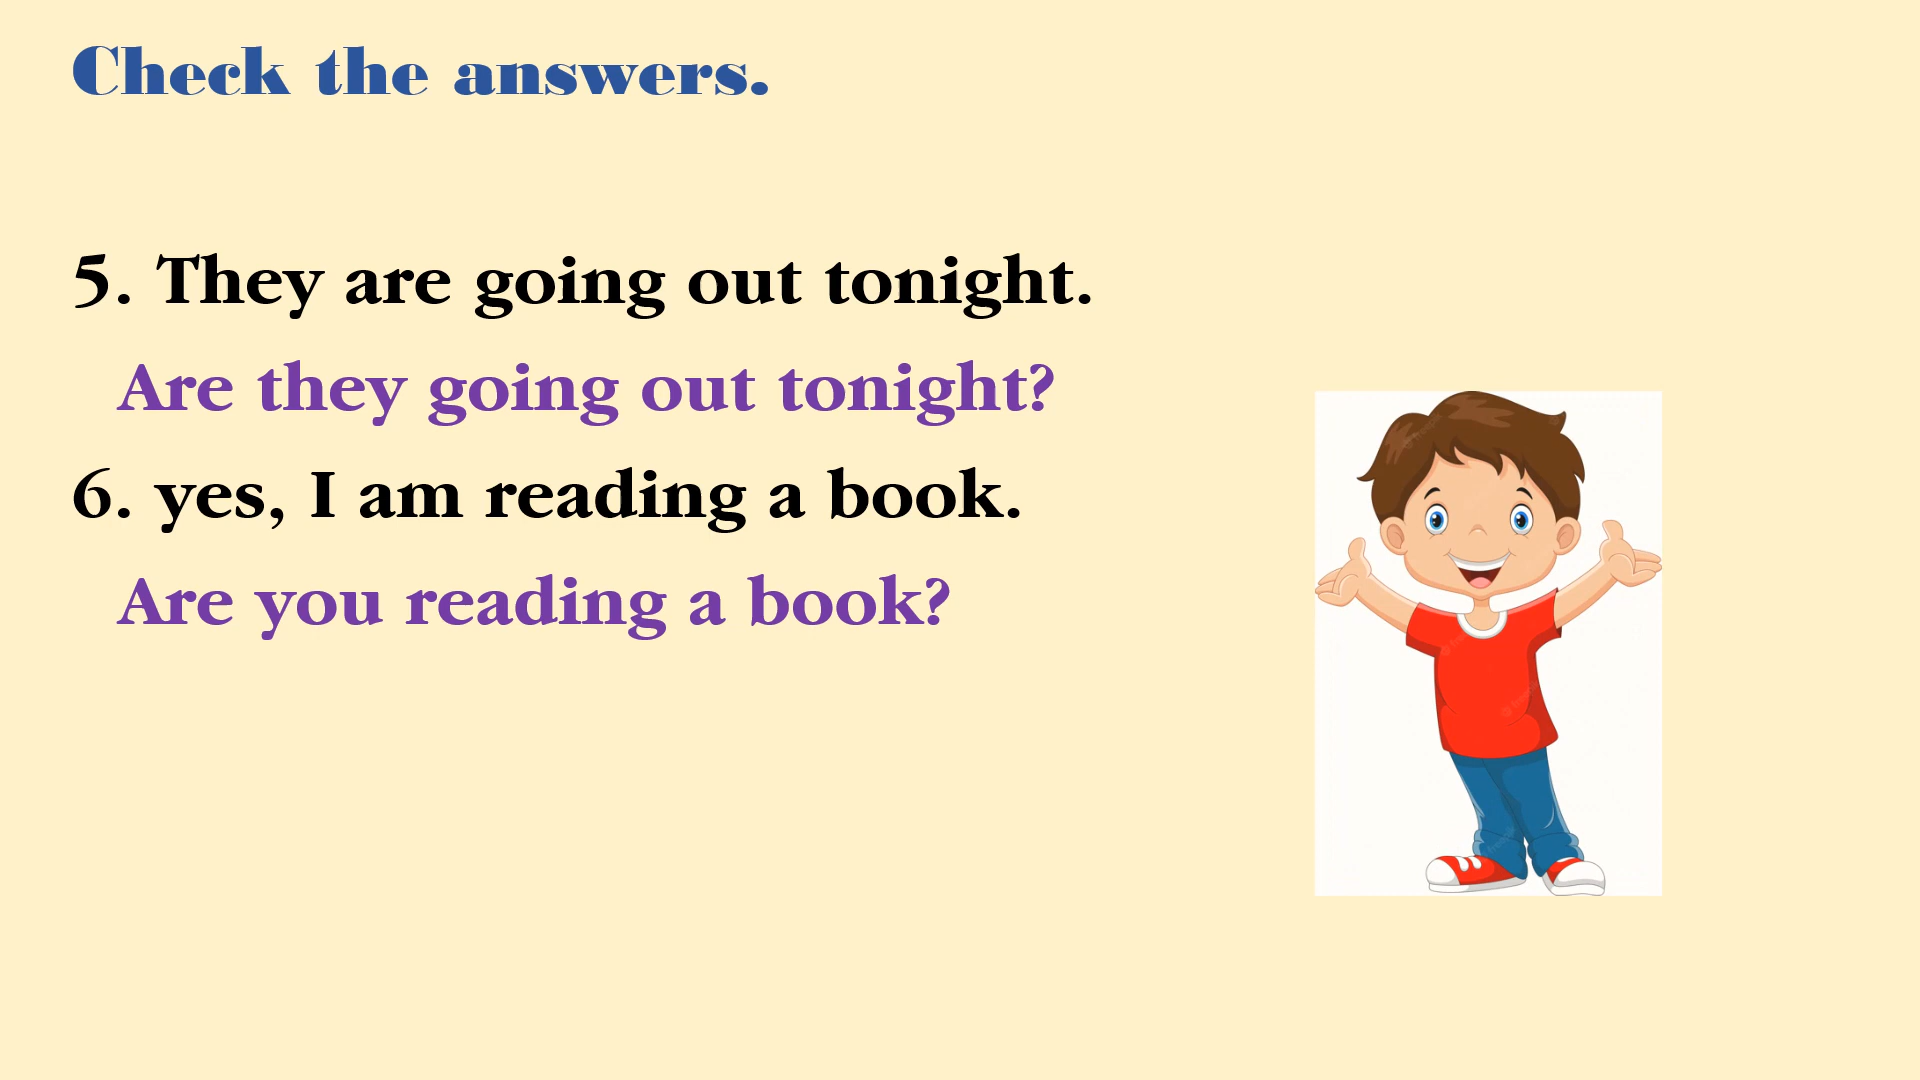 Check the answers.
5. They are going out tonight.
Are they going out tonight?
6. yes, I am reading a book.
Are you reading a book?